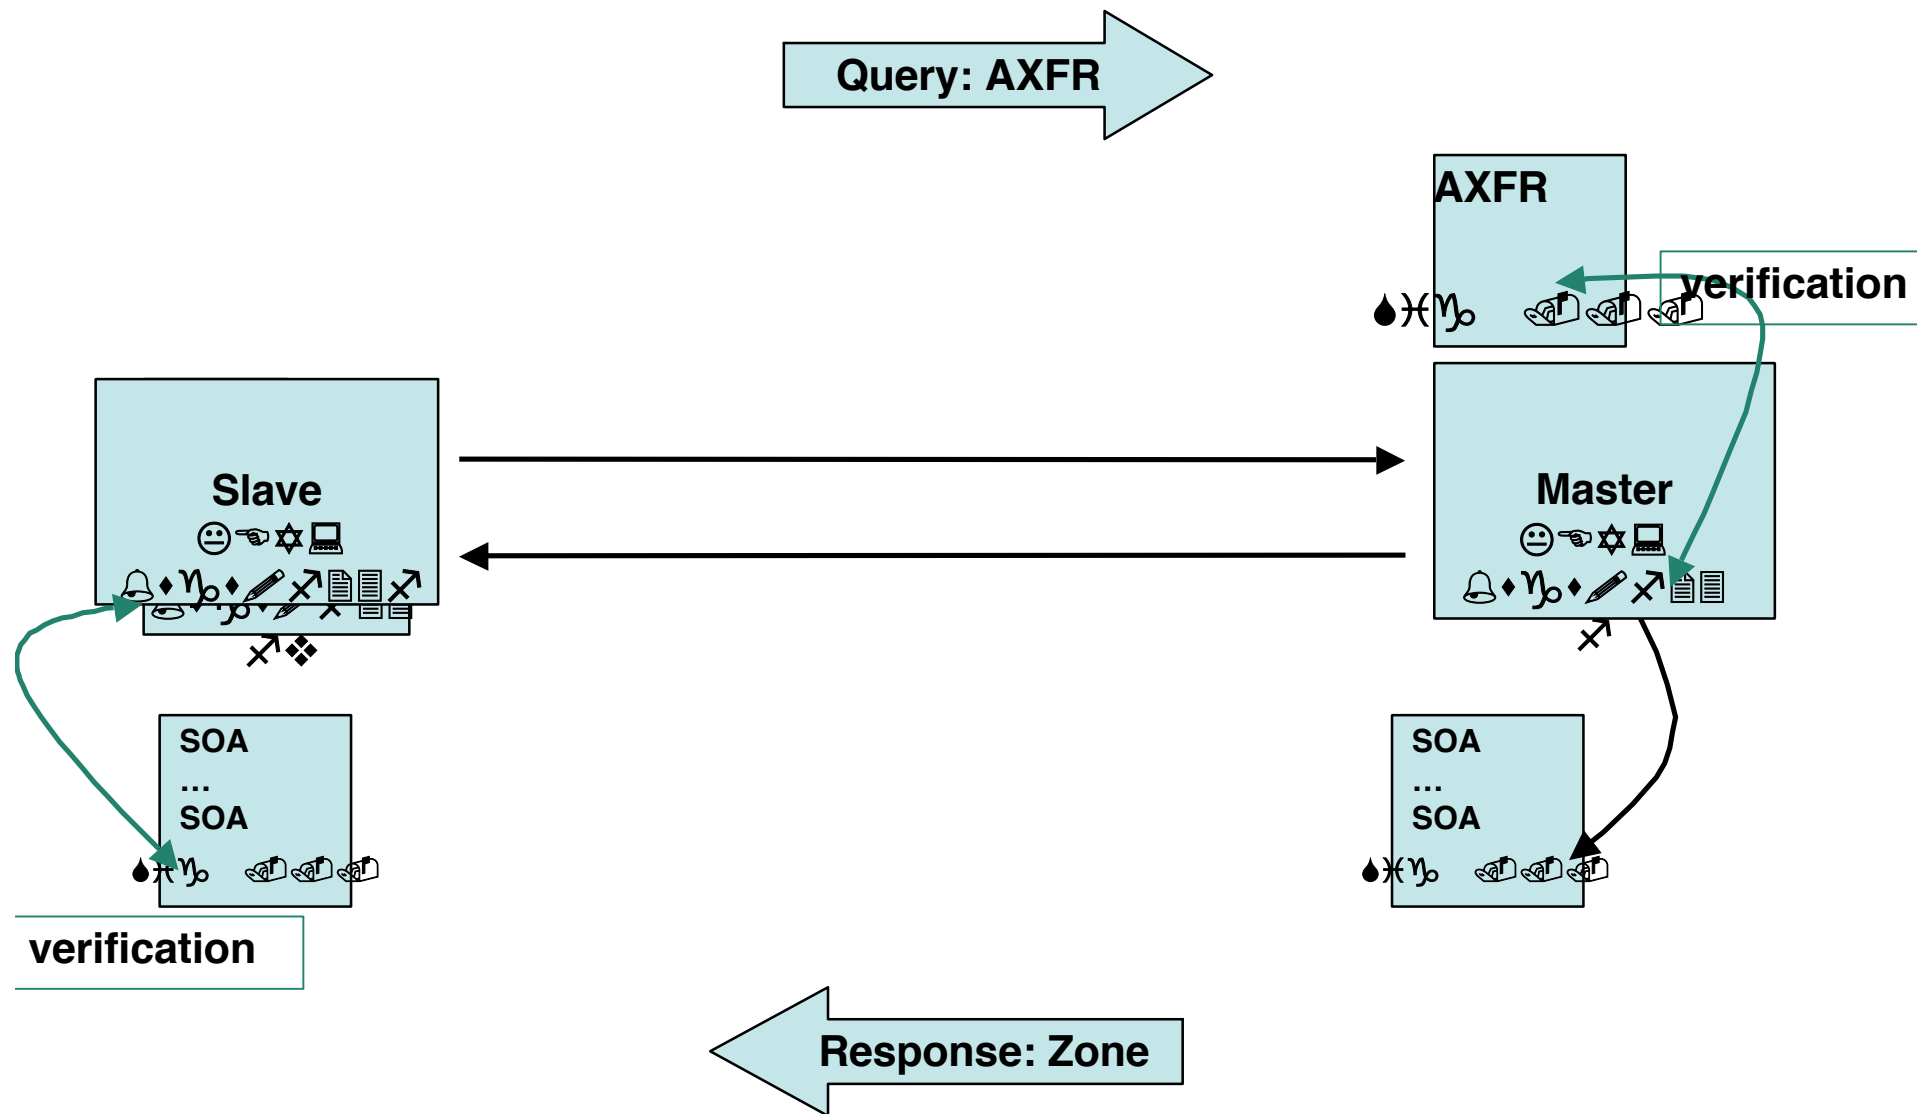 Query: AXFR
AXFR
verification
Slave
Master
SOA
...
SOA
SOA
...
SOA
verification
Response: Zone